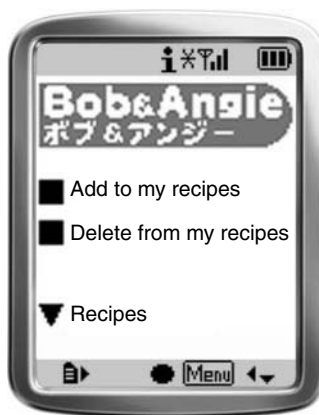 Bob&Angie
ボブ&アンジー
Add to my recipes
Delete from my recipes
Recipes
Menu